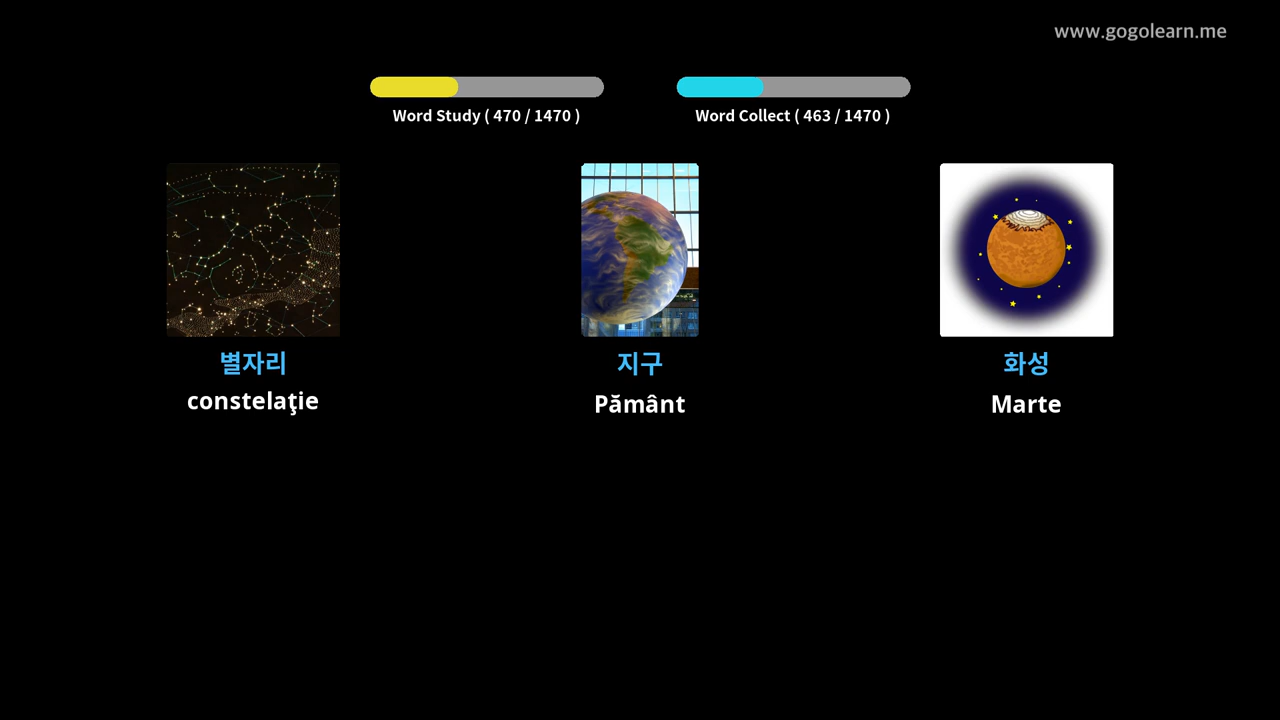 www.gogolearn.me
Word Study ( 470 / 1470 )
Word Collect ( 463 / 1470 )
별자리
지구
화성
constelaţie
Pământ
Marte